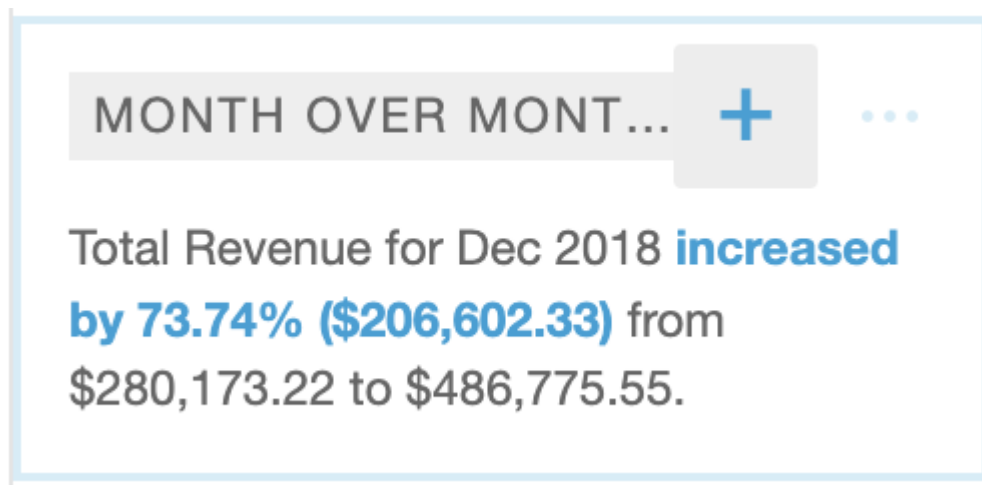 MONTH OVER MONT...
+
Total Revenue for Dec 2018 increased
by 73.74% ($206,602.33) from
$280,173.22 to $486,775.55.